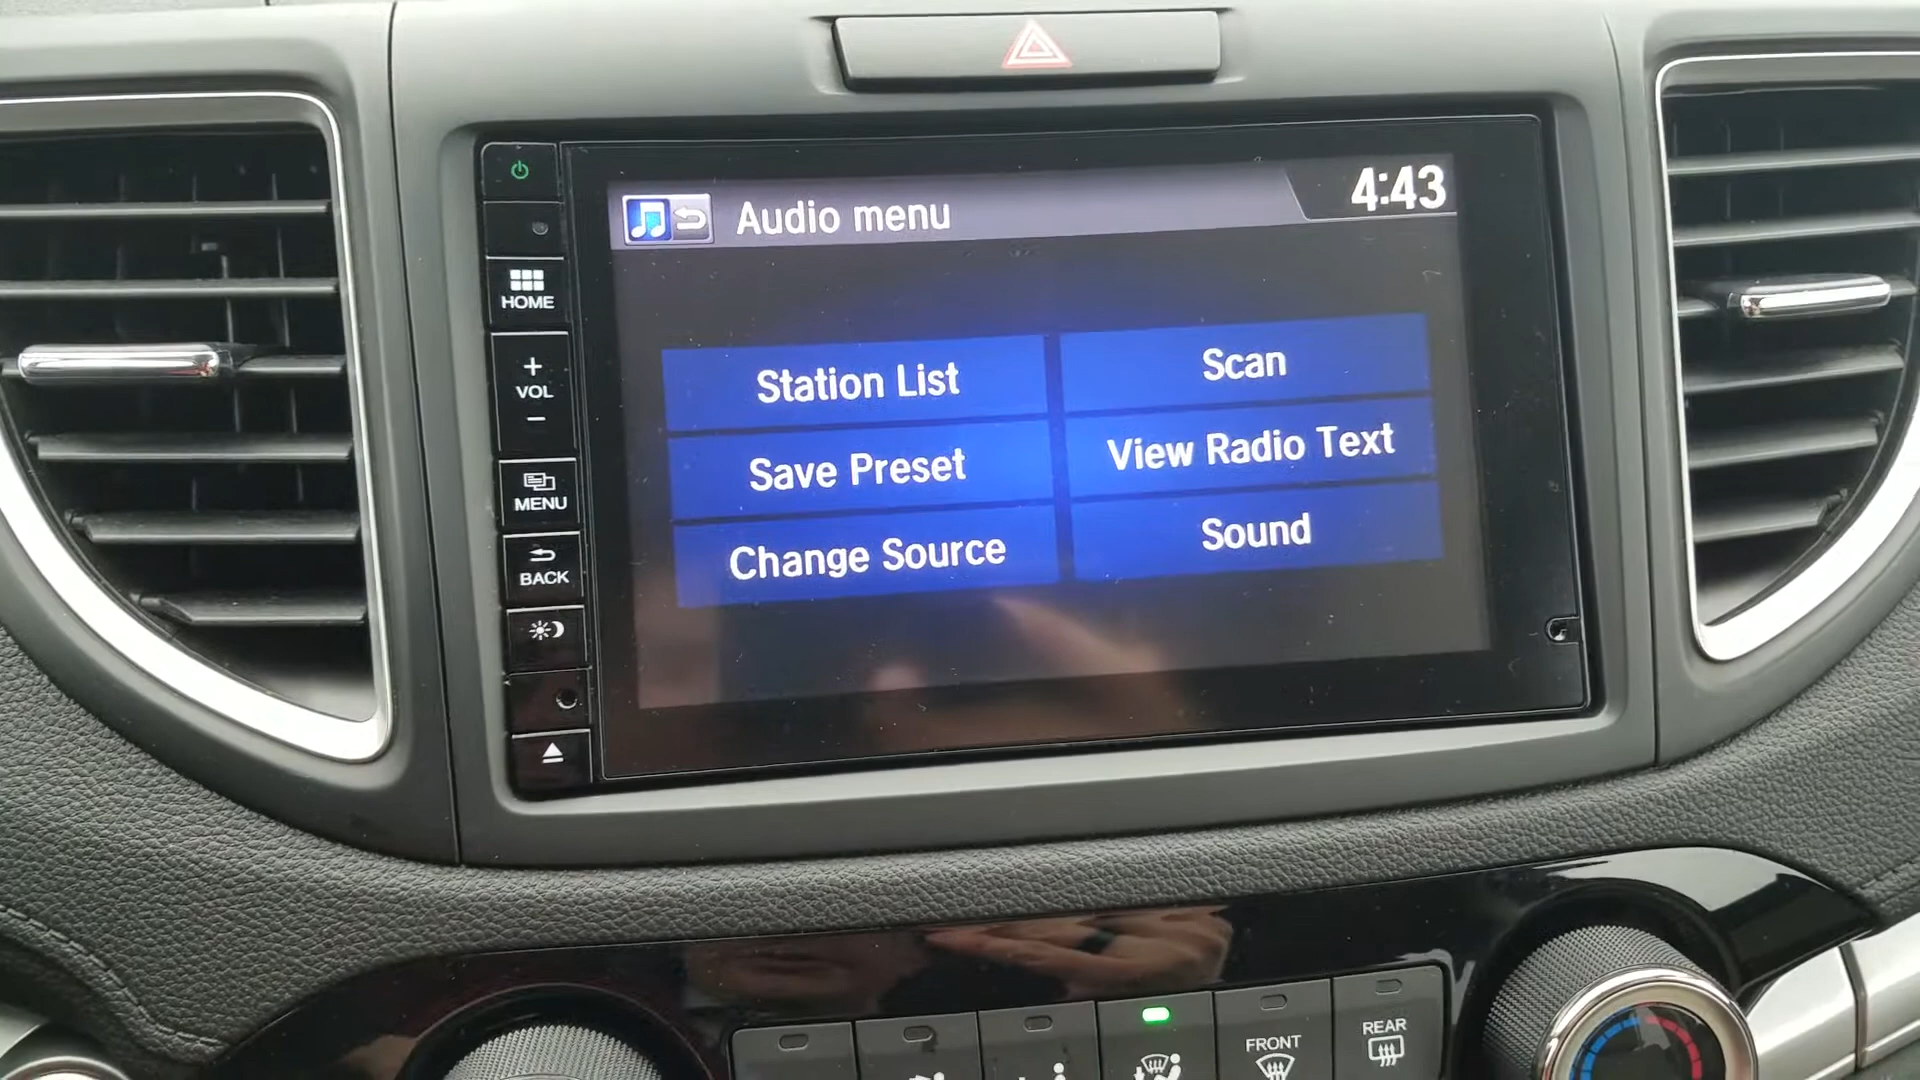 Audio menu
4:43
HOME
+
VOL
−
MENU
BACK
Station List
Scan
Save Preset
View Radio Text
Change Source
Sound
FRONT
REAR